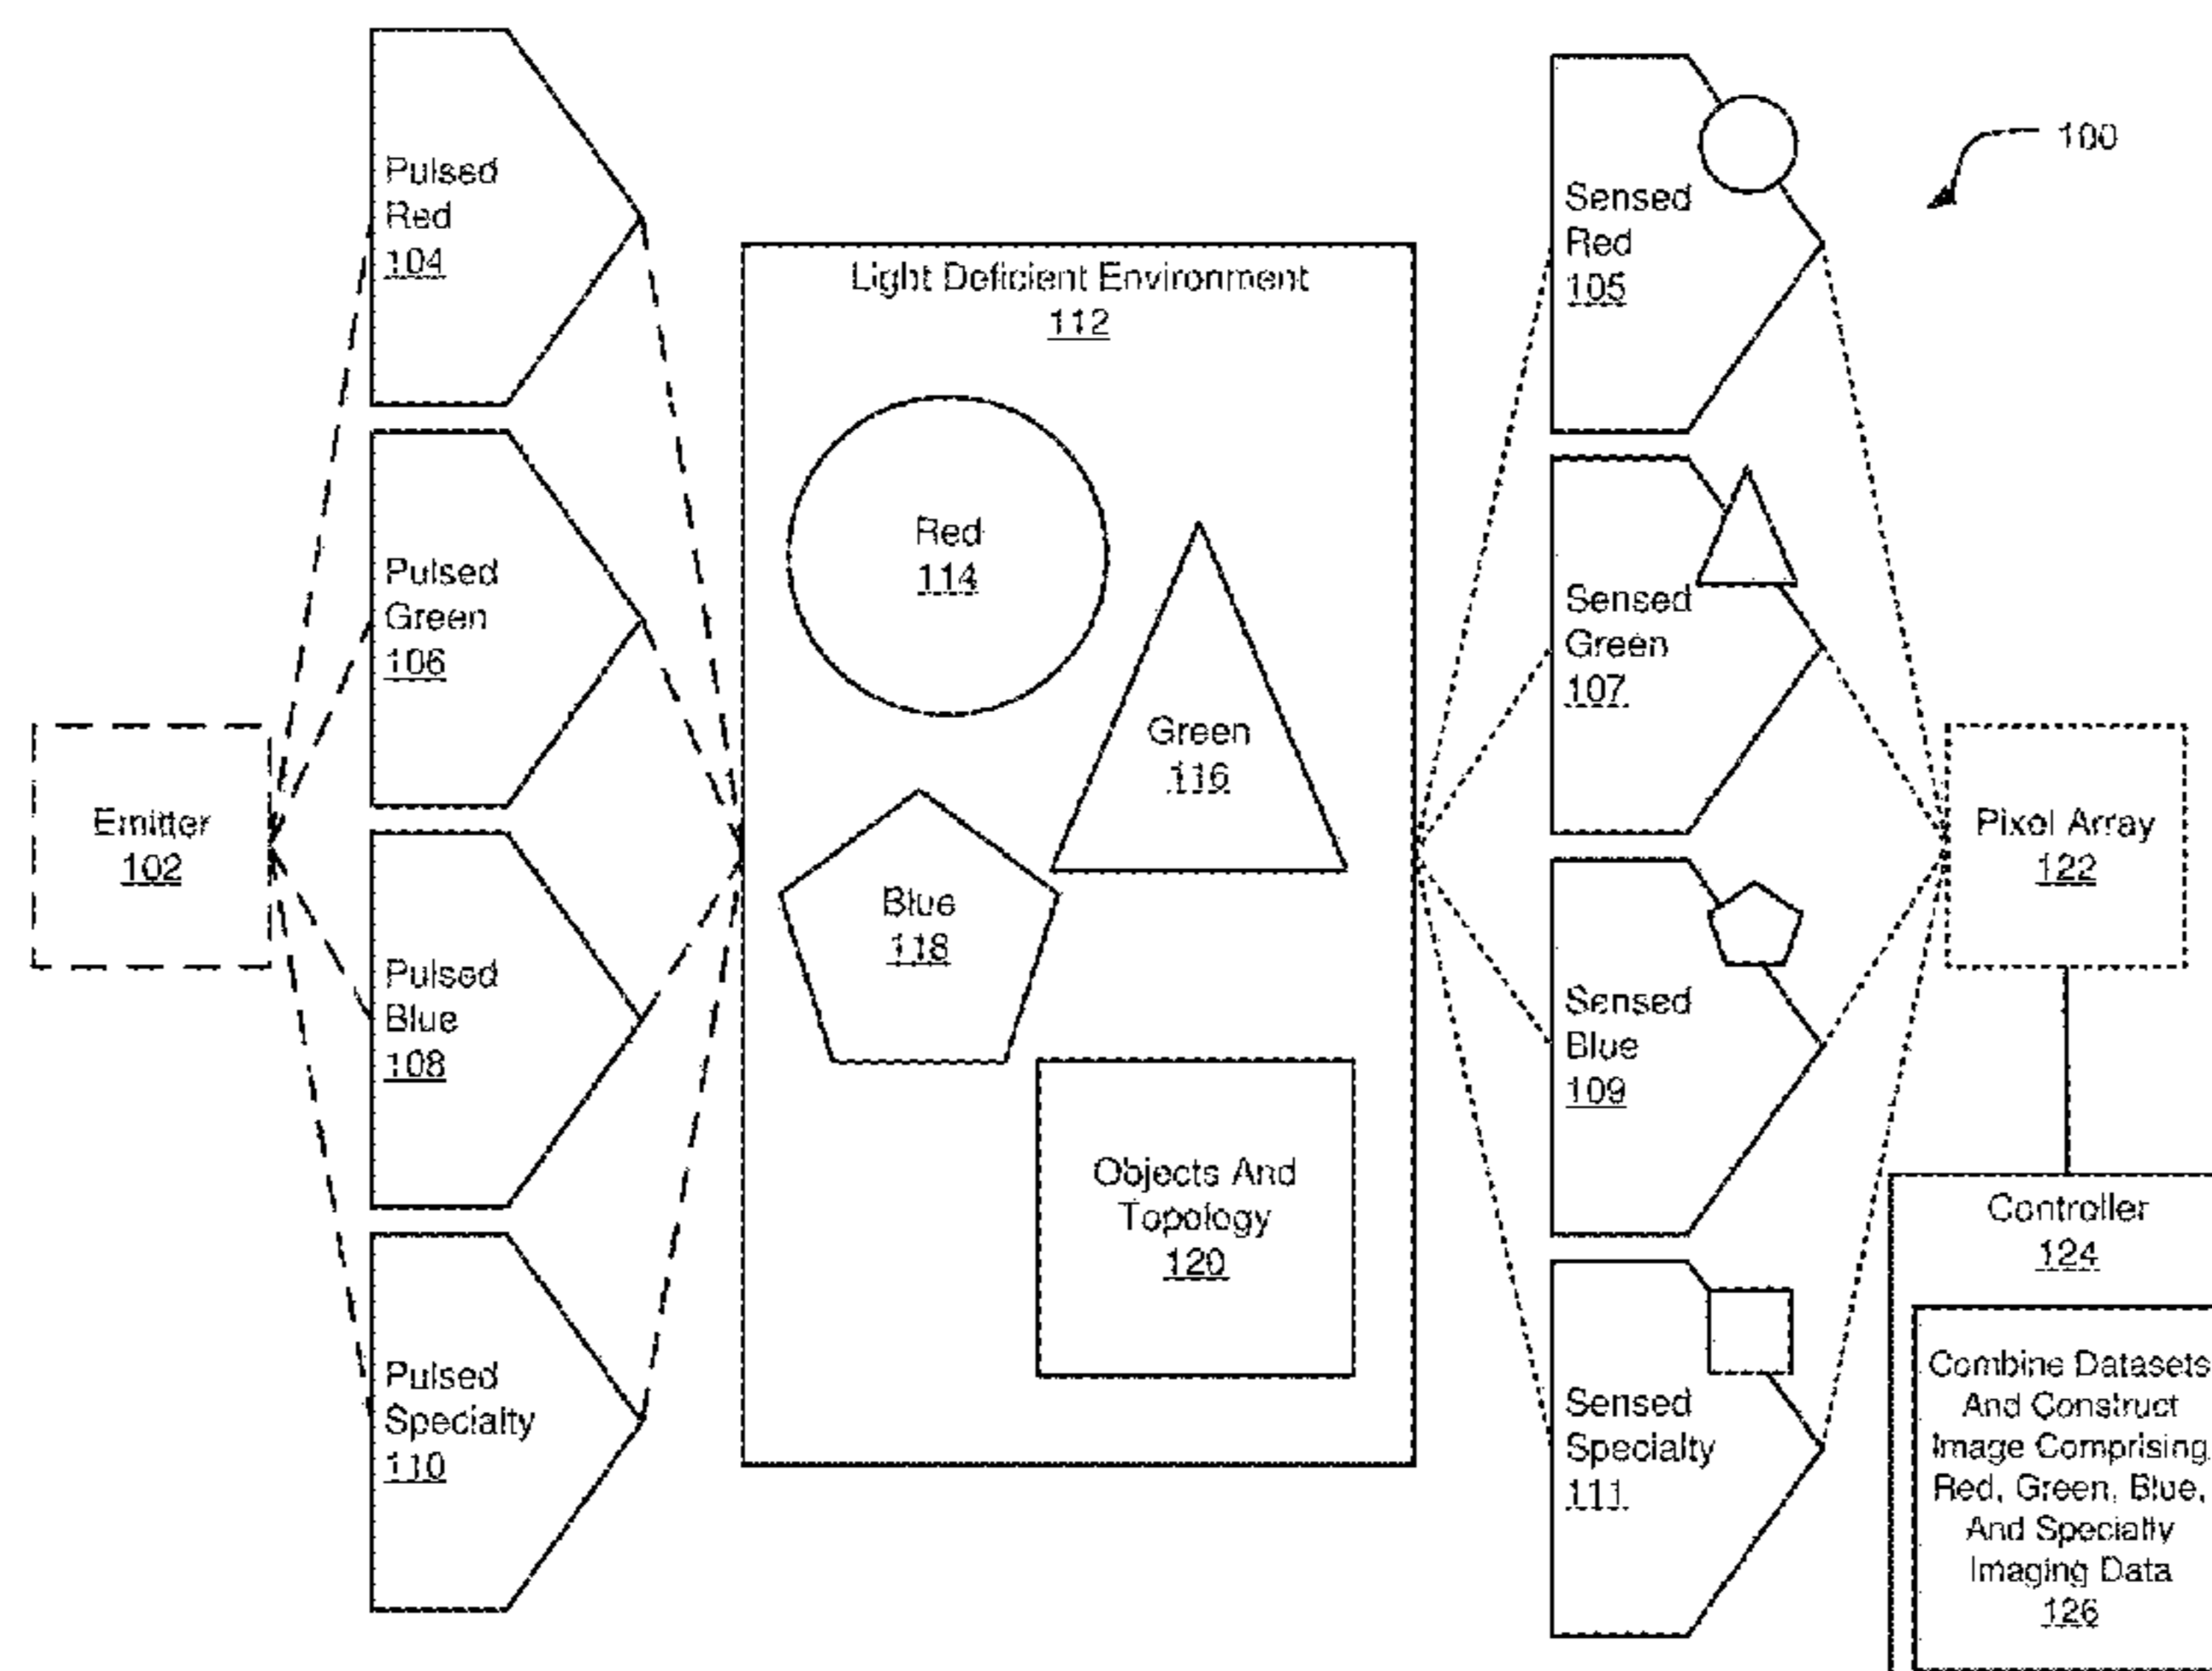 100
Pulsed
Red
104
Pulsed
Green
106
Pulsed
Blue
108
Pulsed
Specialty
110
Emitter
102
Light Deficient Environment
112
Red
114
Green
116
Blue
118
Objects And
Topology
120
Sensed
Red
105
Sensed
Green
107
Sensed
Blue
109
Sensed
Specialty
111
Pixel Array
122
Controller
124
Combine Datasets
And Construct
Image Comprising
Red, Green, Blue,
And Specialty
Imaging Data
126